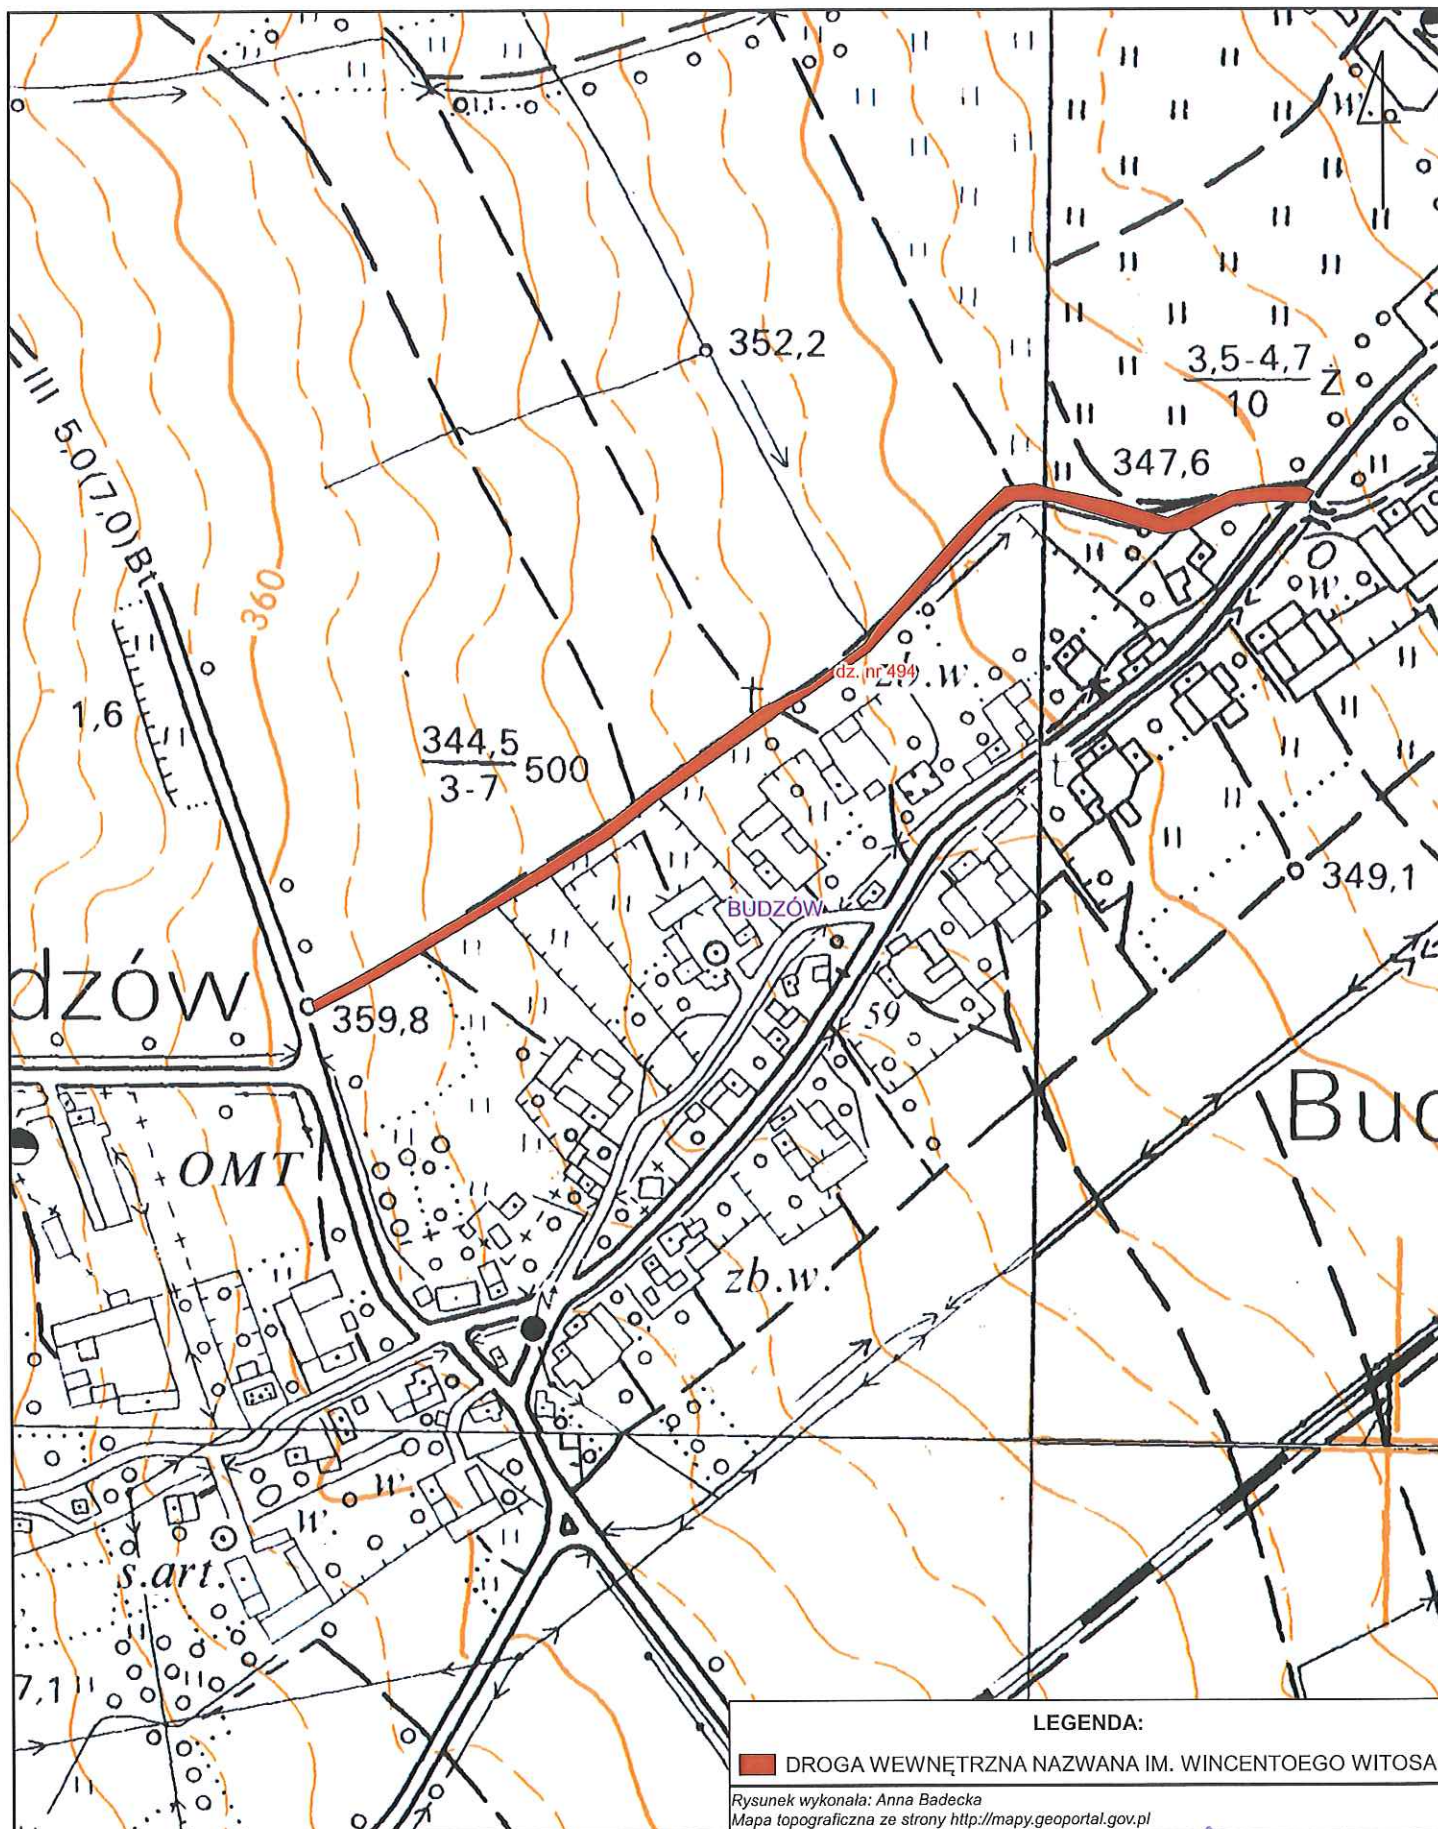 352,2
3,5-4,7 Ż
10
347,6
III 5,0(7,0)Bt
360
w.
w.
1,6
dz. nr 494
zb.w.
344,5 500
3-7
t
349,1
BUDZÓW
dzów
359,8
59
Bud
OMT
zb.w.
w.
w.
s.art.
7,1
LEGENDA:
DROGA WEWNĘTRZNA NAZWANA IM. WINCENTOEGO WITOSA
Rysunek wykonała: Anna Badecka
Mapa topograficzna ze strony http://mapy.geoportal.gov.pl